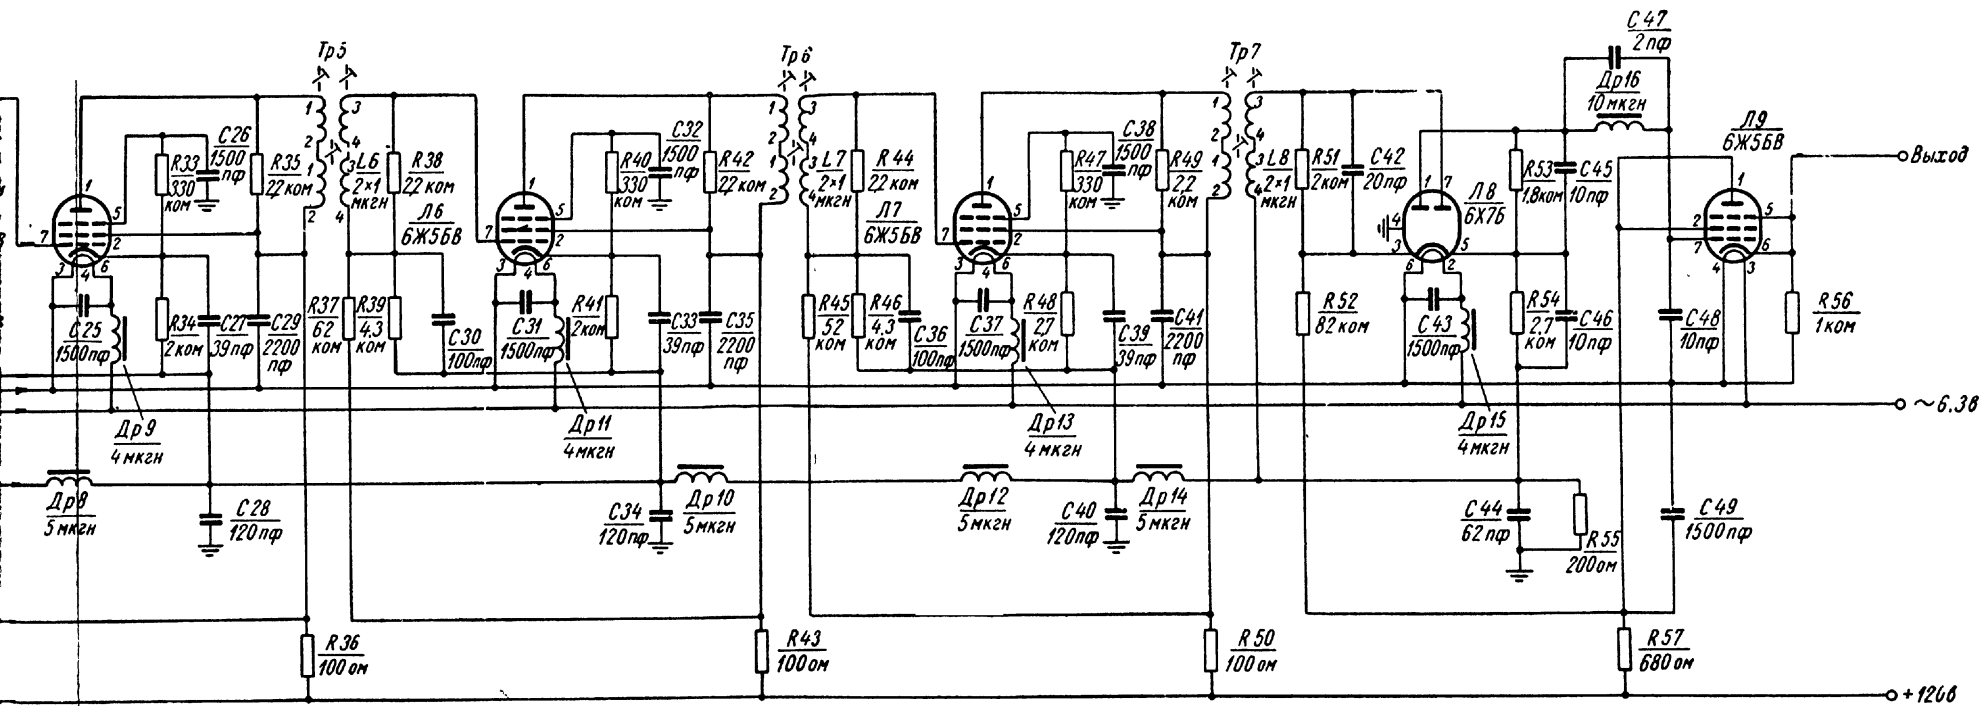 Тр5
Тр6
Тр7
С47
2пф
Др16
10мкгн
Л9
6Ж5БВ
Выход
С26
1500
пф
R33
330
ком
R35
22ком
L6
2×1
мкгн
R38
22ком
Л6
6Ж5БВ
С32
1500
пф
R40
330
ком
R42
22ком
L7
2×1
мкгн
R44
22ком
Л7
6Ж5БВ
С38
1500
пф
R47
330
ком
R49
2,2
ком
L8
2×1
мкгн
R51
2ком
С42
20пф
Л8
6Х7Б
R53
1,8ком
С45
10пф
С25
1500пф
R34
2ком
С27
39пф
С29
2200
пф
R37
62
ком
R39
4,3
ком
С30
100пф
С31
1500пф
R41
2ком
С33
39пф
С35
2200
пф
R45
52
ком
R46
4,3
ком
С36
100пф
С37
1500пф
R48
2,7
ком
С39
39пф
С41
2200
пф
R52
82ком
С43
1500пф
R54
2,7
ком
С46
10пф
С48
10пф
R56
1ком
~6.3в
Др9
4мкгн
Др11
4мкгн
Др13
4мкгн
Др15
4мкгн
Др8
5мкгн
С28
120пф
С34
120пф
Др10
5мкгн
Др12
5мкгн
С40
120пф
Др14
5мкгн
С44
62пф
R55
200ом
С49
1500пф
R36
100ом
R43
100ом
R50
100ом
R57
680ом
+120в